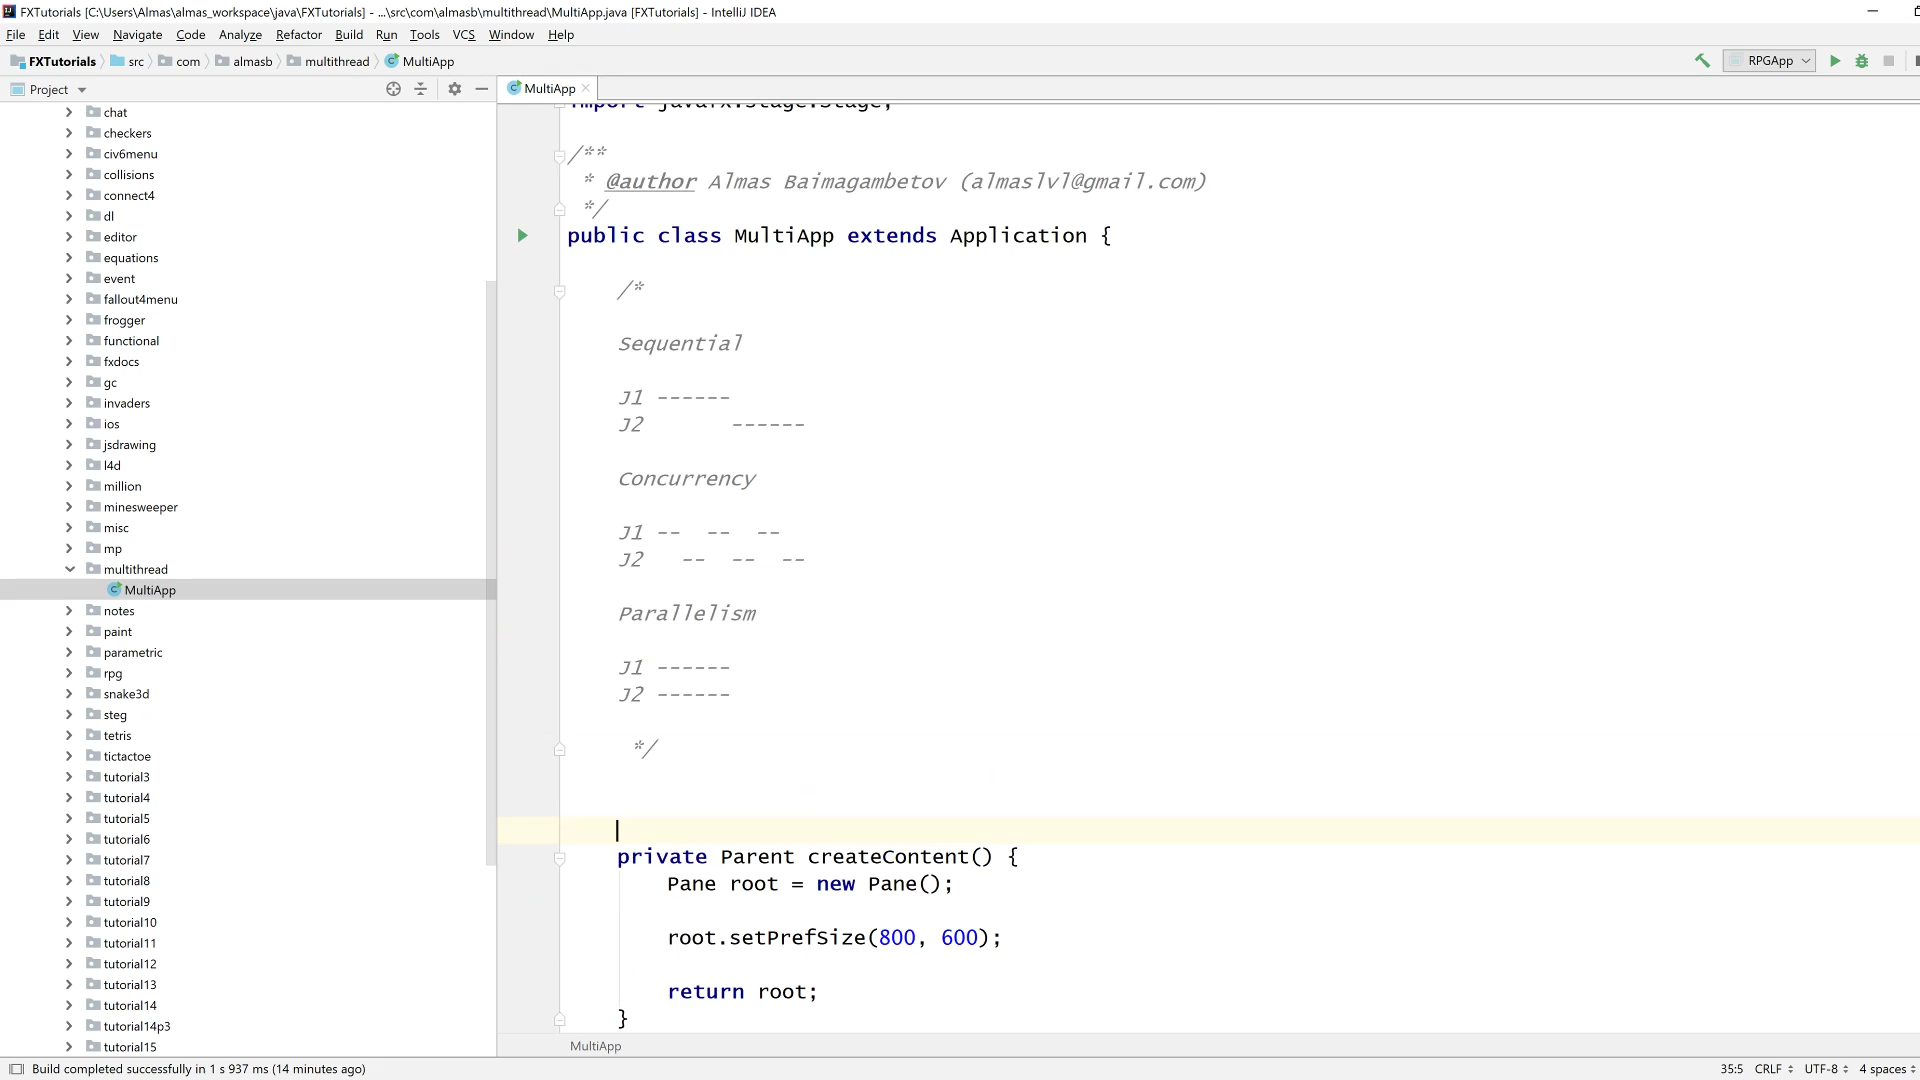 FXTutorials [C:\Users\Almas\almas_workspace\java\FXTutorials] - ...\src\com\almasb\multithread\MultiApp.java [FXTutorials] - IntelliJ IDEA
File Edit View Navigate Code Analyze Refactor Build Run Tools VCS Window Help
FXTutorials src com almasb multithread MultiApp RPGApp
Project
MultiApp
chat
checkers
civ6menu
collisions
connect4
dl
editor
equations
event
fallout4menu
frogger
functional
fxdocs
gc
invaders
ios
jsdrawing
l4d
million
minesweeper
misc
mp
multithread
MultiApp
notes
paint
parametric
rpg
snake3d
steg
tetris
tictactoe
tutorial3
tutorial4
tutorial5
tutorial6
tutorial7
tutorial8
tutorial9
tutorial10
tutorial11
tutorial12
tutorial13
tutorial14
tutorial14p3
tutorial15
import javafx.stage.Stage;
/**
* @author Almas Baimagambetov (almaslvl@gmail.com)
*/
public class MultiApp extends Application {
/*
Sequential
J1 ------
J2       ------
Concurrency
J1 --  --  --
J2   --  --  --
Parallelism
J1 ------
J2 ------
*/
private Parent createContent() {
Pane root = new Pane();
root.setPrefSize(800, 600);
return root;
}
MultiApp
Build completed successfully in 1 s 937 ms (14 minutes ago)
35:5 CRLF UTF-8 4 spaces